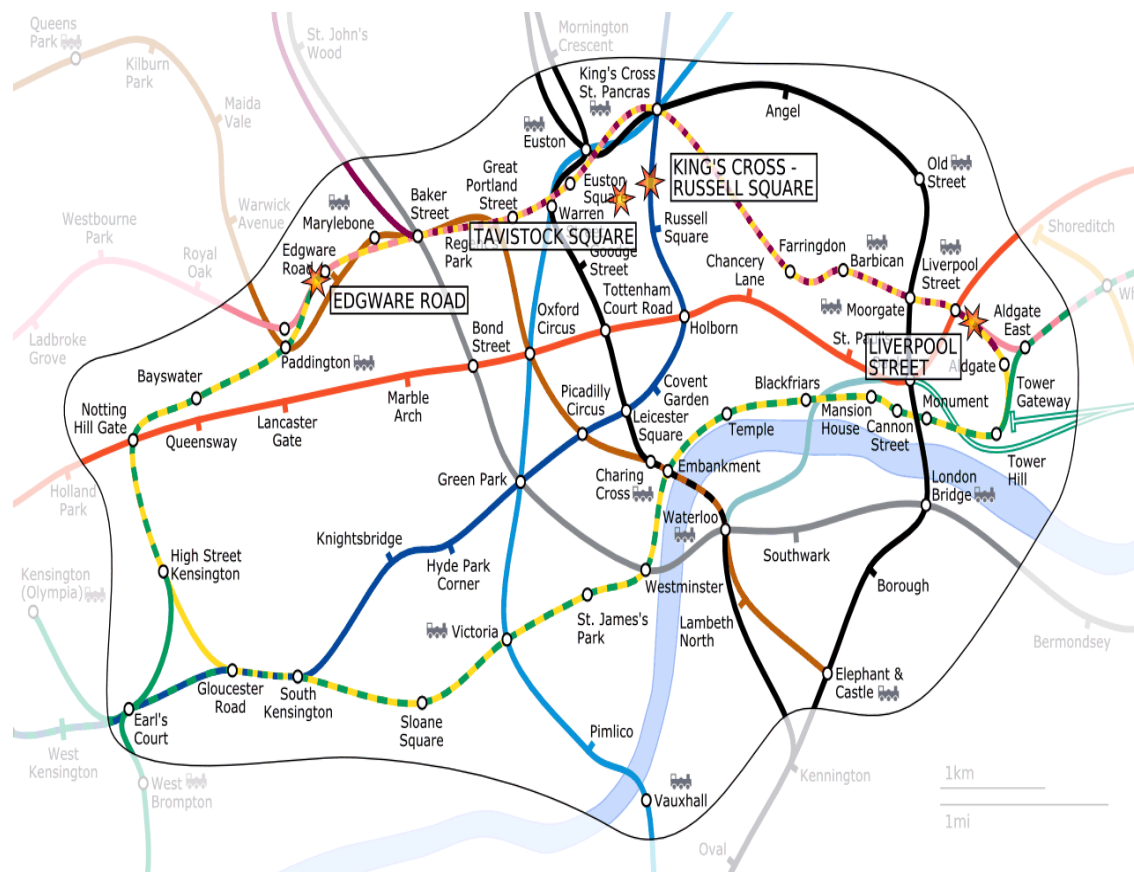 Queens
Park
Kilburn
Park
St. John's
Wood
Mornington
Crescent
King's Cross
St. Pancras
Angel
Maida
Vale
Euston
Old
Street
Warwick
Avenue
Marylebone
Baker
Street
Great
Portland
Street
Euston
Square
KING'S CROSS -
RUSSELL SQUARE
Westbourne
Park
Royal
Oak
Edgware
Road
Warren
TAVISTOCK SQUARE
Park
Goodge
Street
Russell
Square
Farringdon
Barbican
Liverpool
Street
Shoreditch
EDGWARE ROAD
Chancery
Lane
Moorgate
Aldgate
East
Wh
Ladbroke
Grove
Paddington
Bond
Street
Oxford
Circus
Tottenham
Court Road
Holborn
St. Paul
LIVERPOOL
STREET
Aldgate
Bayswater
Notting
Hill Gate
Queensway
Lancaster
Gate
Marble
Arch
Picadilly
Circus
Covent
Garden
Leicester
Square
Blackfriars
Temple
Mansion
House
Cannon
Street
Monument
Tower
Gateway
Tower
Hill
Holland
Park
Green Park
Charing
Cross
Embankment
Waterloo
London
Bridge
High Street
Kensington
Knightsbridge
Hyde Park
Corner
Southwark
Westminster
Borough
Kensington
(Olympia)
Victoria
St. James's
Park
Lambeth
North
Bermondsey
Earl's
Court
Gloucester
Road
South
Kensington
Sloane
Square
Elephant &
Castle
West
Kensington
Pimlico
West
Brompton
Vauxhall
Kennington
Oval
1km
1mi